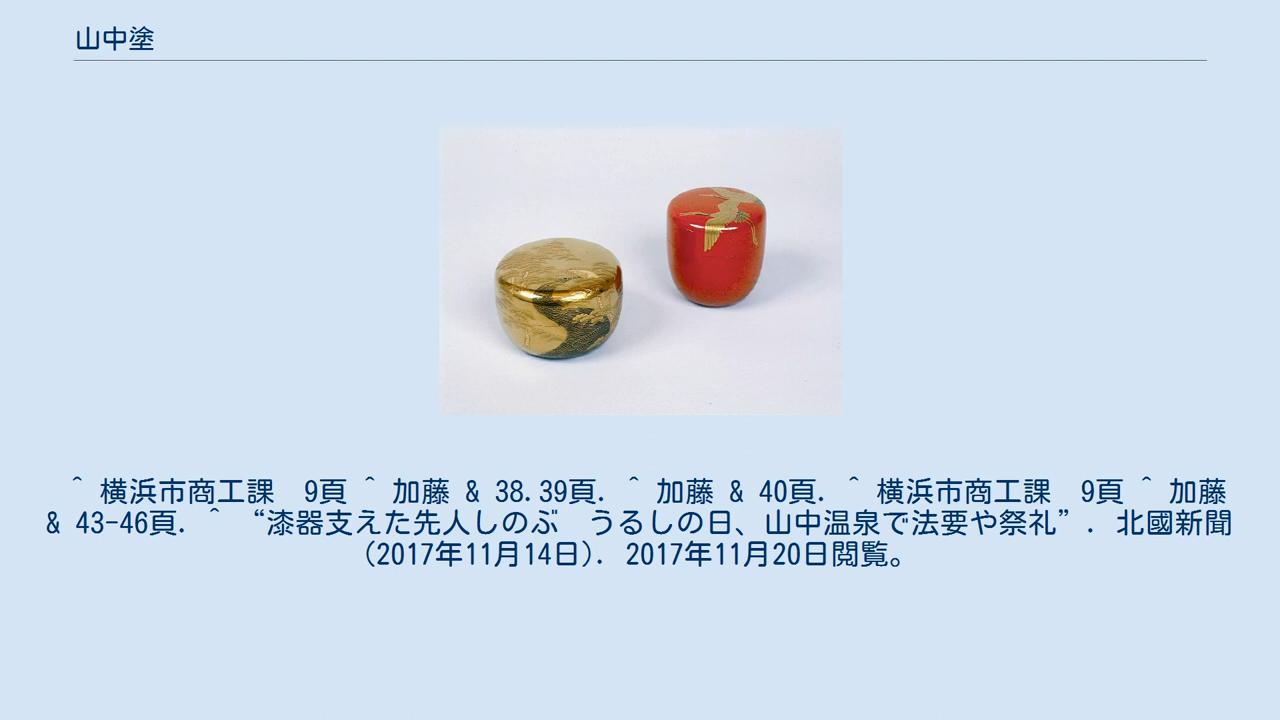 山中塗
^ 横浜市商工課　9頁 ^ 加藤 & 38.39頁. ^ 加藤 & 40頁. ^ 横浜市商工課　9頁 ^ 加藤
& 43-46頁. ^ “漆器支えた先人しのぶ　うるしの日、山中温泉で法要や祭礼”. 北國新聞
(2017年11月14日). 2017年11月20日閲覧。